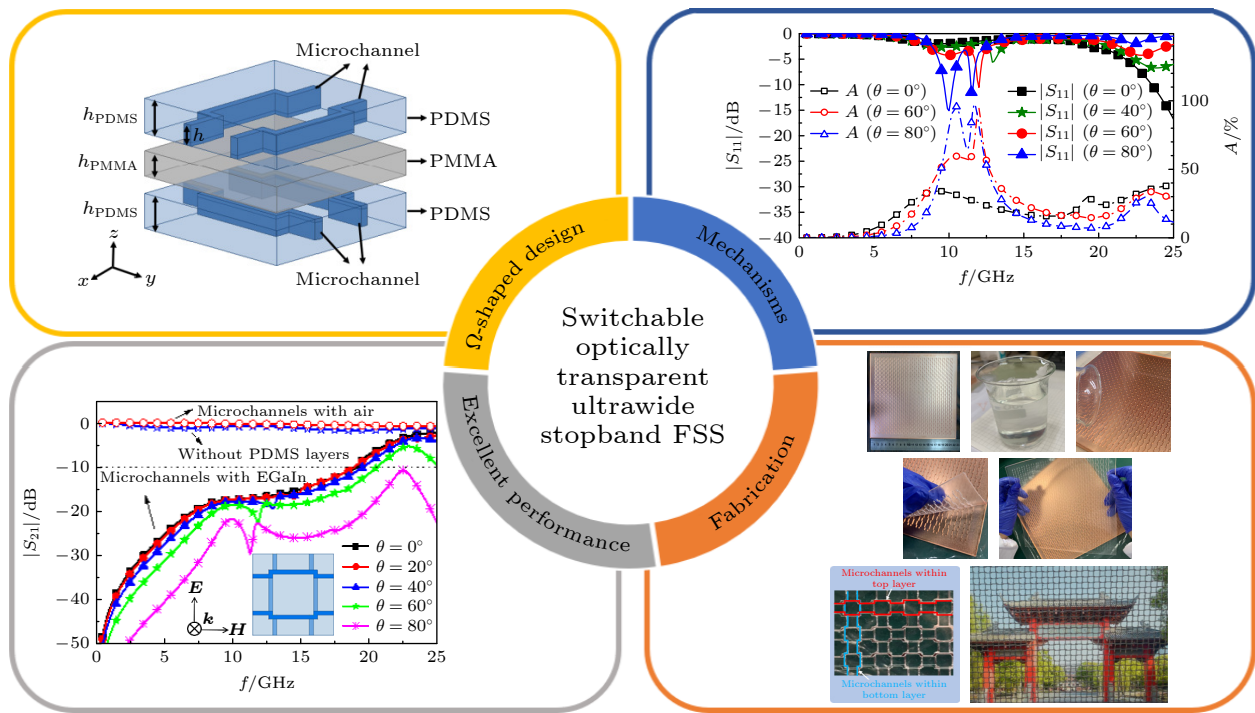 Microchannel
h_PDMS
h
PDMS
h_PMMA
PMMA
h_PDMS
PDMS
z
x
y
Microchannel
0
−5
−10
−15
−20
−25
−30
−35
−40
|S₁₁|/dB
A (θ = 0°)
A (θ = 60°)
A (θ = 80°)
|S₁₁| (θ = 0°)
|S₁₁| (θ = 40°)
|S₁₁| (θ = 60°)
|S₁₁| (θ = 80°)
100
50
0
A/%
0 5 10 15 20 25
f/GHz
Ω-shaped design
Mechanisms
Excellent performance
Fabrication
Switchable
optically
transparent
ultrawide
stopband FSS
0
−10
−20
−30
−40
−50
|S₂₁|/dB
Microchannels with air
Without PDMS layers
Microchannels with EGaIn
θ = 0°
θ = 20°
θ = 40°
θ = 60°
θ = 80°
E
k
H
0 5 10 15 20 25
f/GHz
Microchannels within
top layer
Microchannels within
bottom layer